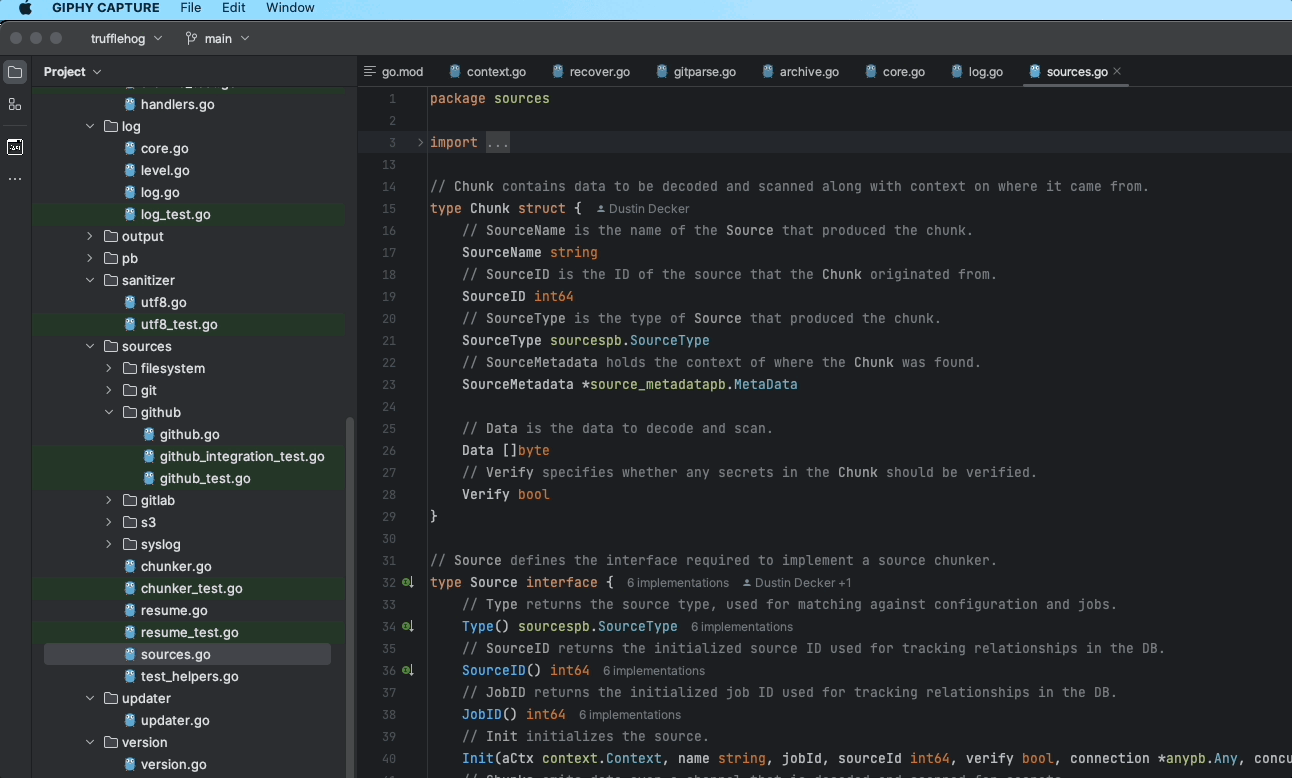 GIPHY CAPTURE File Edit Window
trufflehog main
Project
handlers.go
log
core.go
level.go
log.go
log_test.go
output
pb
sanitizer
utf8.go
utf8_test.go
sources
filesystem
git
github
github.go
github_integration_test.go
github_test.go
gitlab
s3
syslog
chunker.go
chunker_test.go
resume.go
resume_test.go
sources.go
test_helpers.go
updater
updater.go
version
version.go
go.mod context.go recover.go gitparse.go archive.go core.go log.go sources.go
1 package sources
2
3 import ...
13
14 // Chunk contains data to be decoded and scanned along with context on where it came from.
15 type Chunk struct { Dustin Decker
16 // SourceName is the name of the Source that produced the chunk.
17 SourceName string
18 // SourceID is the ID of the source that the Chunk originated from.
19 SourceID int64
20 // SourceType is the type of Source that produced the chunk.
21 SourceType sourcespb.SourceType
22 // SourceMetadata holds the context of where the Chunk was found.
23 SourceMetadata *source_metadatapb.MetaData
24
25 // Data is the data to decode and scan.
26 Data []byte
27 // Verify specifies whether any secrets in the Chunk should be verified.
28 Verify bool
29 }
30
31 // Source defines the interface required to implement a source chunker.
32 type Source interface { 6 implementations Dustin Decker +1
33 // Type returns the source type, used for matching against configuration and jobs.
34 Type() sourcespb.SourceType 6 implementations
35 // SourceID returns the initialized source ID used for tracking relationships in the DB.
36 SourceID() int64 6 implementations
37 // JobID returns the initialized job ID used for tracking relationships in the DB.
38 JobID() int64 6 implementations
39 // Init initializes the source.
40 Init(aCtx context.Context, name string, jobId, sourceId int64, verify bool, connection *anypb.Any, concu